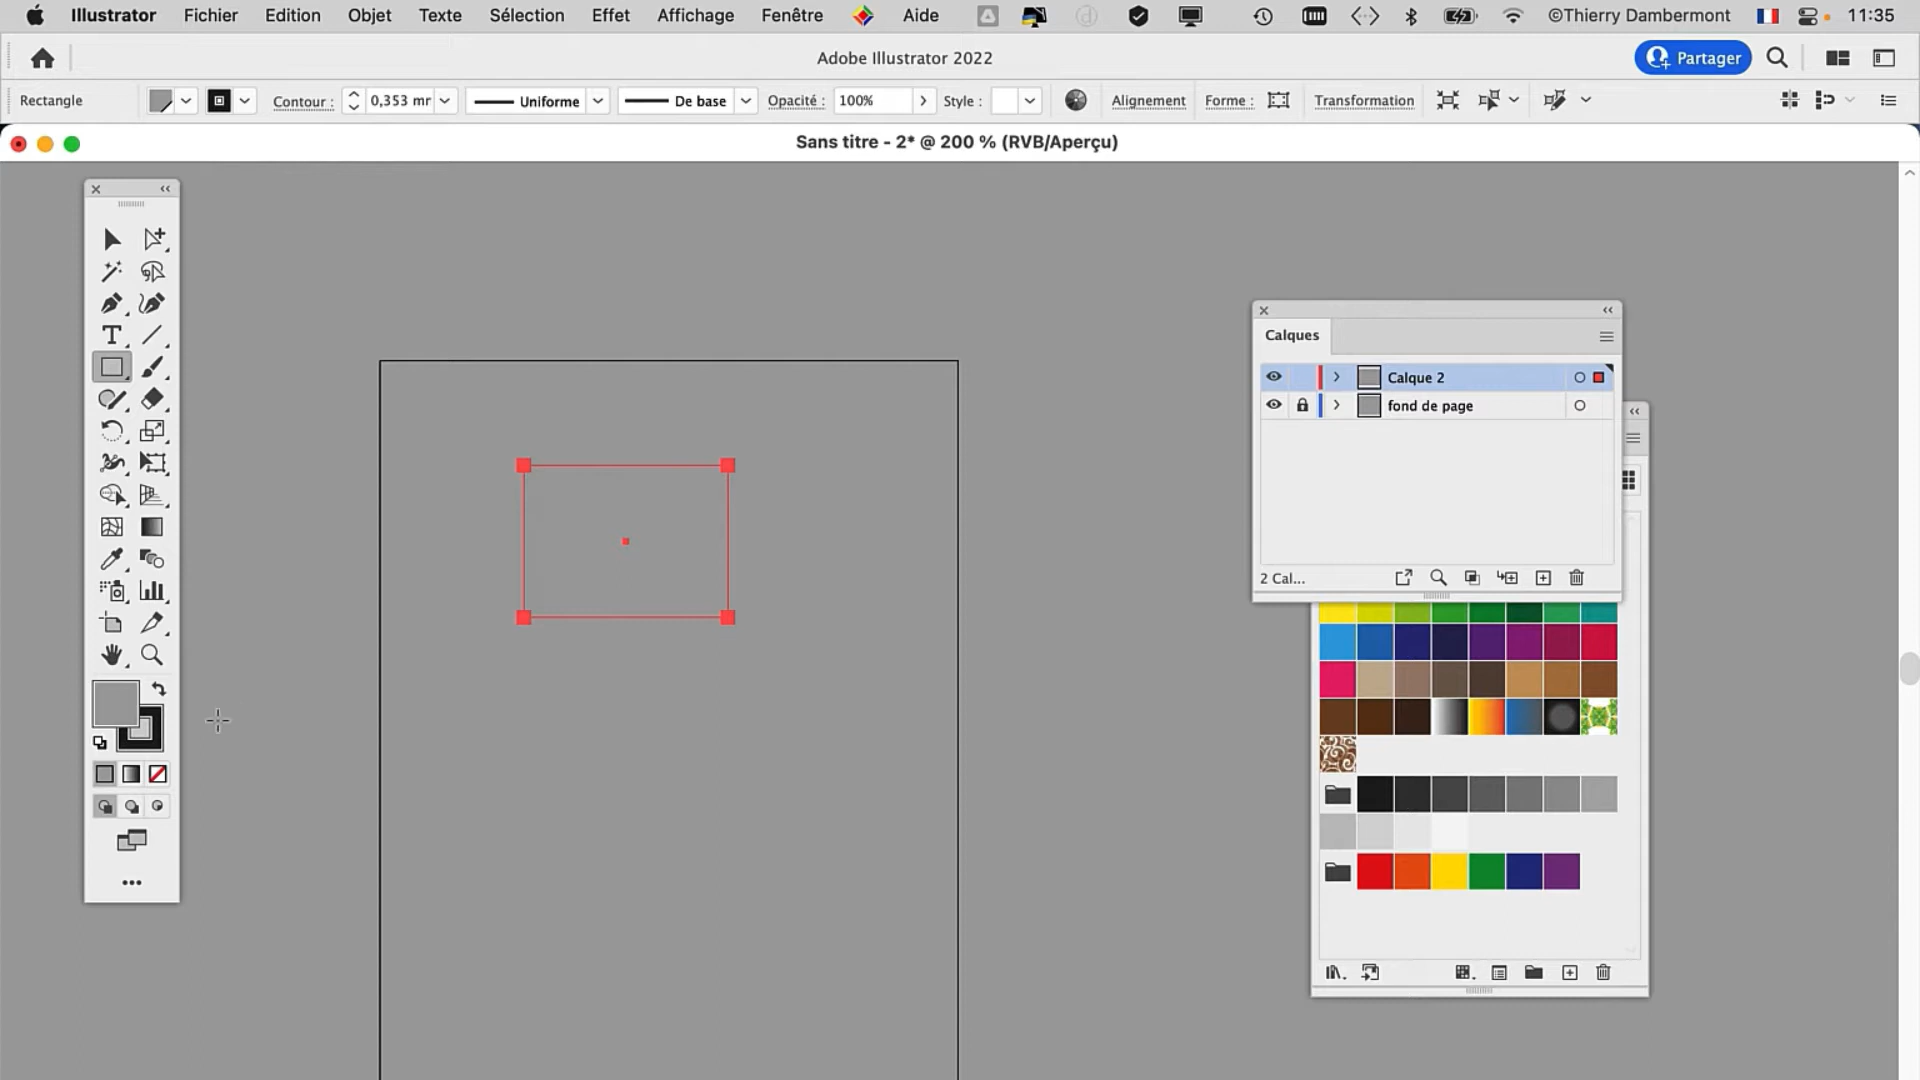 Illustrator Fichier Edition Objet Texte Sélection Effet Affichage Fenêtre Aide ©Thierry Dambermont 11:35
Adobe Illustrator 2022
Partager
Rectangle Contour : 0,353 mr Uniforme De base Opacité : 100% Style : Alignement Forme : Transformation
Sans titre - 2* @ 200 % (RVB/Aperçu)
Calques
Calque 2
fond de page
2 Cal...